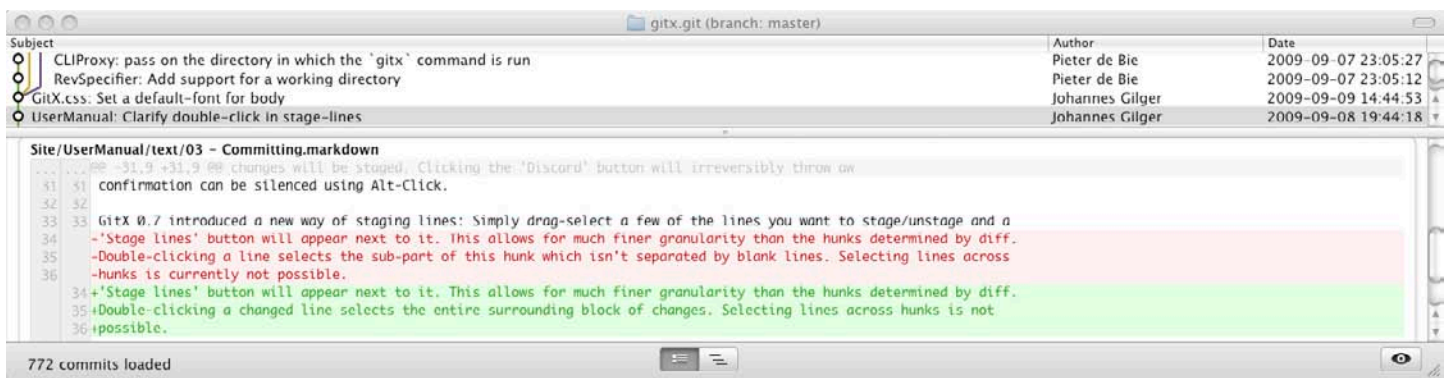 gitx.git (branch: master)
Subject Author Date
CLIProxy: pass on the directory in which the `gitx` command is run Pieter de Bie 2009-09-07 23:05:27
RevSpecifier: Add support for a working directory Pieter de Bie 2009-09-07 23:05:12
GitX.css: Set a default-font for body Johannes Gilger 2009-09-09 14:44:53
UserManual: Clarify double-click in stage-lines Johannes Gilger 2009-09-08 19:44:18
Site/UserManual/text/03 - Committing.markdown
... ... @@ -31,9 +31,9 @@ changes will be staged. Clicking the 'Discard' button will irreversibly throw aw
31 31 confirmation can be silenced using Alt-Click.
32 32
33 33 GitX 0.7 introduced a new way of staging lines: Simply drag-select a few of the lines you want to stage/unstage and a
34 -'Stage lines' button will appear next to it. This allows for much finer granularity than the hunks determined by diff.
35 -Double-clicking a line selects the sub-part of this hunk which isn't separated by blank lines. Selecting lines across
36 -hunks is currently not possible.
34 +'Stage lines' button will appear next to it. This allows for much finer granularity than the hunks determined by diff.
35 +Double-clicking a changed line selects the entire surrounding block of changes. Selecting lines across hunks is not
36 +possible.
772 commits loaded